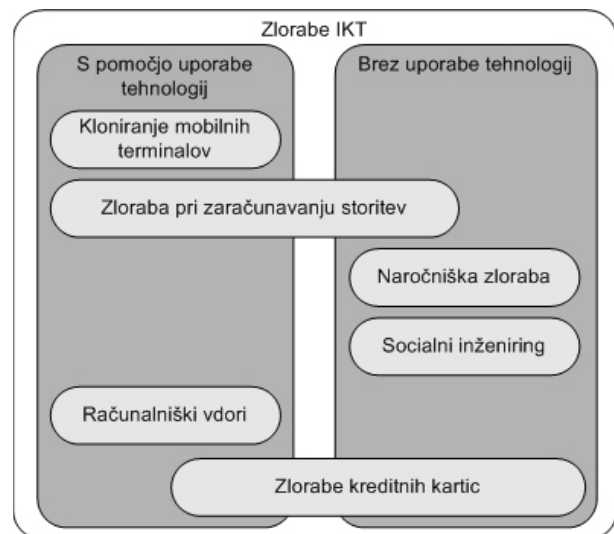 Zlorabe IKT
S pomočjo uporabe
tehnologij
Brez uporabe tehnologij
Kloniranje mobilnih
terminalov
Zloraba pri zaračunavanju storitev
Naročniška zloraba
Socialni inženiring
Računalniški vdori
Zlorabe kreditnih kartic